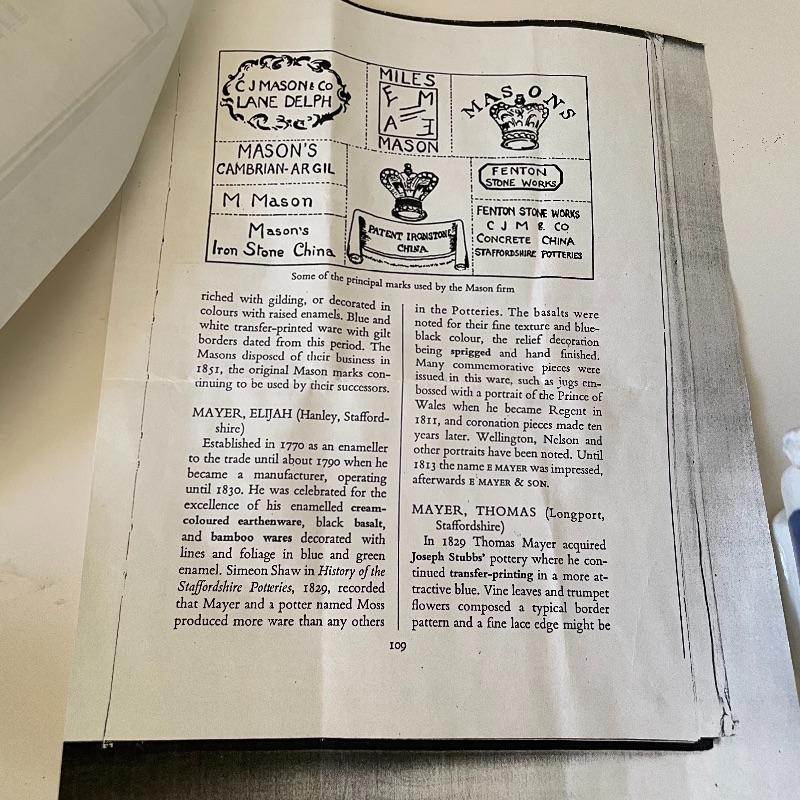 C J MASON & CO
LANE DELPH
MILES
MASON
MASONS
MASON'S
CAMBRIAN-ARGIL
M Mason
Mason's
Iron Stone China
PATENT IRONSTONE
CHINA
FENTON
STONE WORKS
FENTON STONE WORKS
C J M & CO
CONCRETE CHINA
STAFFORDSHIRE POTTERIES
Some of the principal marks used by the Mason firm
riched with gilding, or decorated in
colours with raised enamels. Blue and
white transfer-printed ware with gilt
borders dated from this period. The
Masons disposed of their business in
1851, the original Mason marks con-
tinuing to be used by their successors.
MAYER, ELIJAH (Hanley, Stafford-
shire)
Established in 1770 as an enameller
to the trade until about 1790 when he
became a manufacturer, operating
until 1830. He was celebrated for the
excellence of his enamelled cream-
coloured earthenware, black basalt,
and bamboo wares decorated with
lines and foliage in blue and green
enamel. Simeon Shaw in History of the
Staffordshire Potteries, 1829, recorded
that Mayer and a potter named Moss
produced more ware than any others
in the Potteries. The basalts were
noted for their fine texture and blue-
black colour, the relief decoration
being sprigged and hand finished.
Many commemorative pieces were
issued in this ware, such as jugs em-
bossed with a portrait of the Prince of
Wales when he became Regent in
1811, and coronation pieces made ten
years later. Wellington, Nelson and
other portraits have been noted. Until
1813 the name E MAYER was impressed,
afterwards E MAYER & SON.
MAYER, THOMAS (Longport,
Staffordshire)
In 1829 Thomas Mayer acquired
Joseph Stubbs' pottery where he con-
tinued transfer-printing in a more at-
tractive blue. Vine leaves and trumpet
flowers composed a typical border
pattern and a fine lace edge might be
109